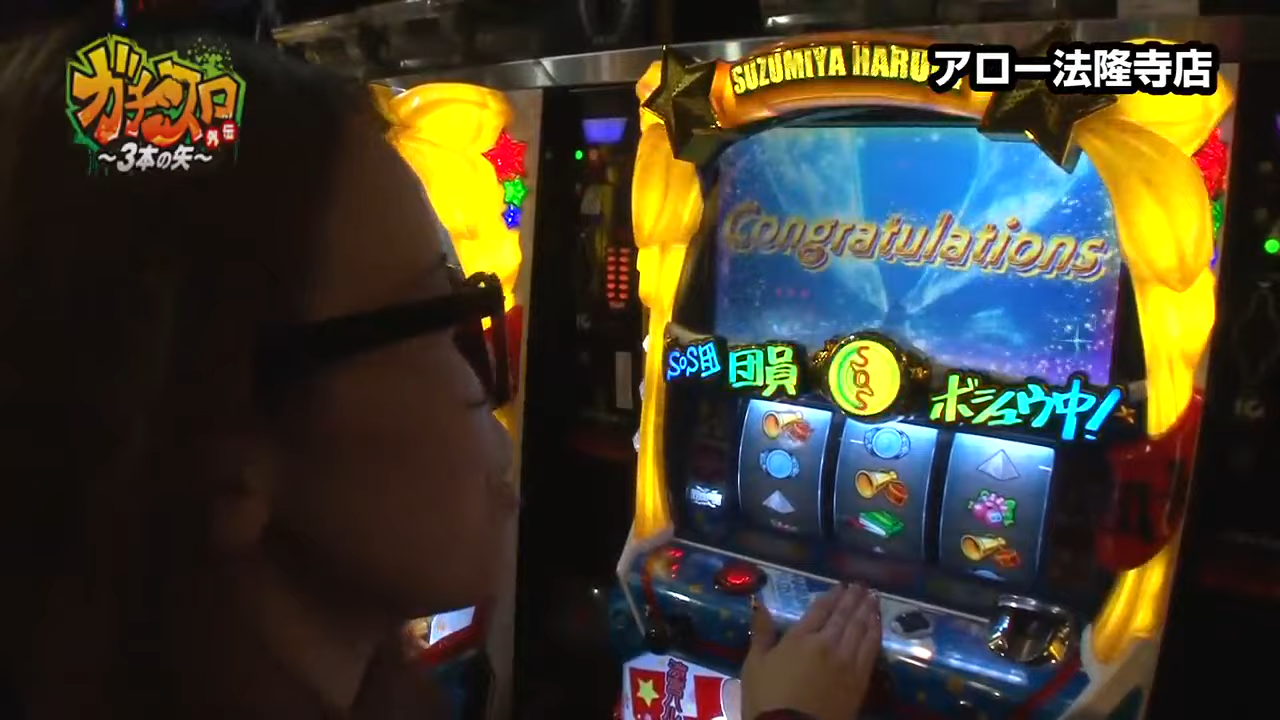 ガチスロ
外伝
～3本の矢～
アロー法隆寺店
SUZUMIYA HARU
Congratulations
SOS団
団員
SOS
ボシュウ中!